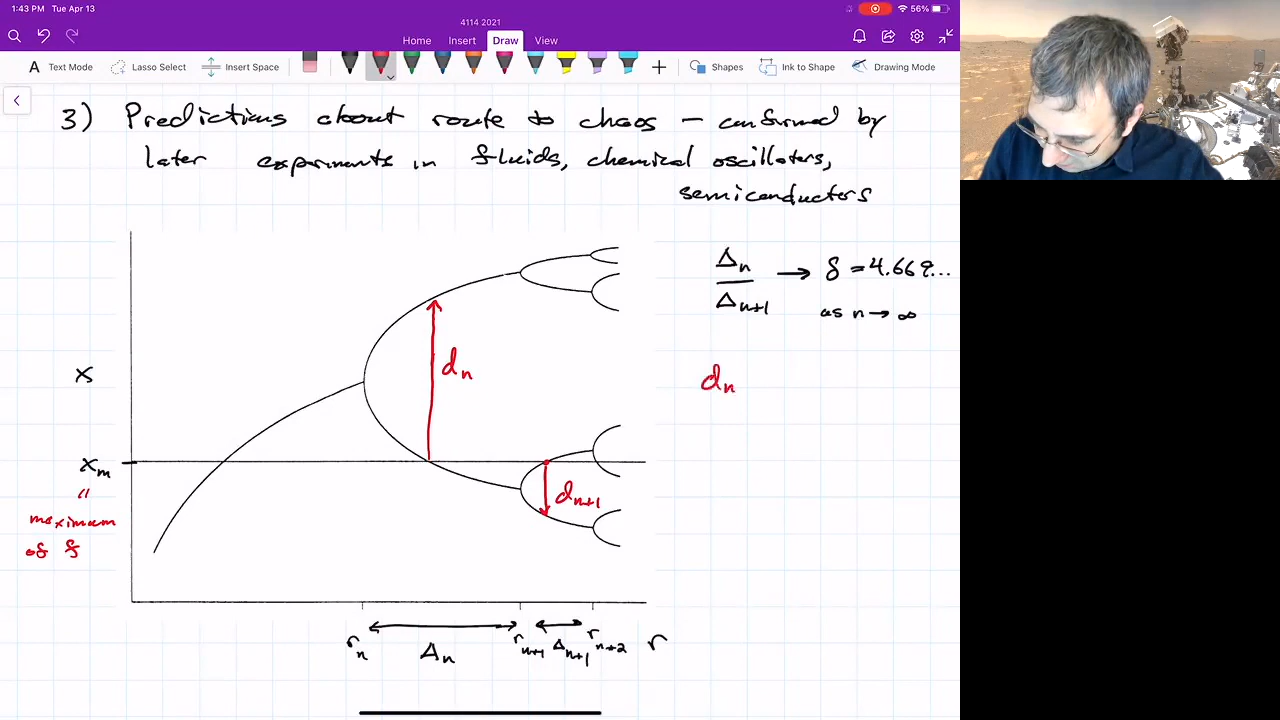 1:43 PM Tue Apr 13
56%
4114 2021
Home Insert Draw View
Text Mode Lasso Select Insert Space Shapes Ink to Shape Drawing Mode
3) Predictions about route to chaos – confirmed by
later experiments in fluids, chemical oscillators,
semiconductors
Δn / Δn+1 → δ = 4.669...
as n → ∞
dn
x
dn
xm
"
maximum
of f
dn+1
rn Δn rn+1 Δn+1 rn+2 r